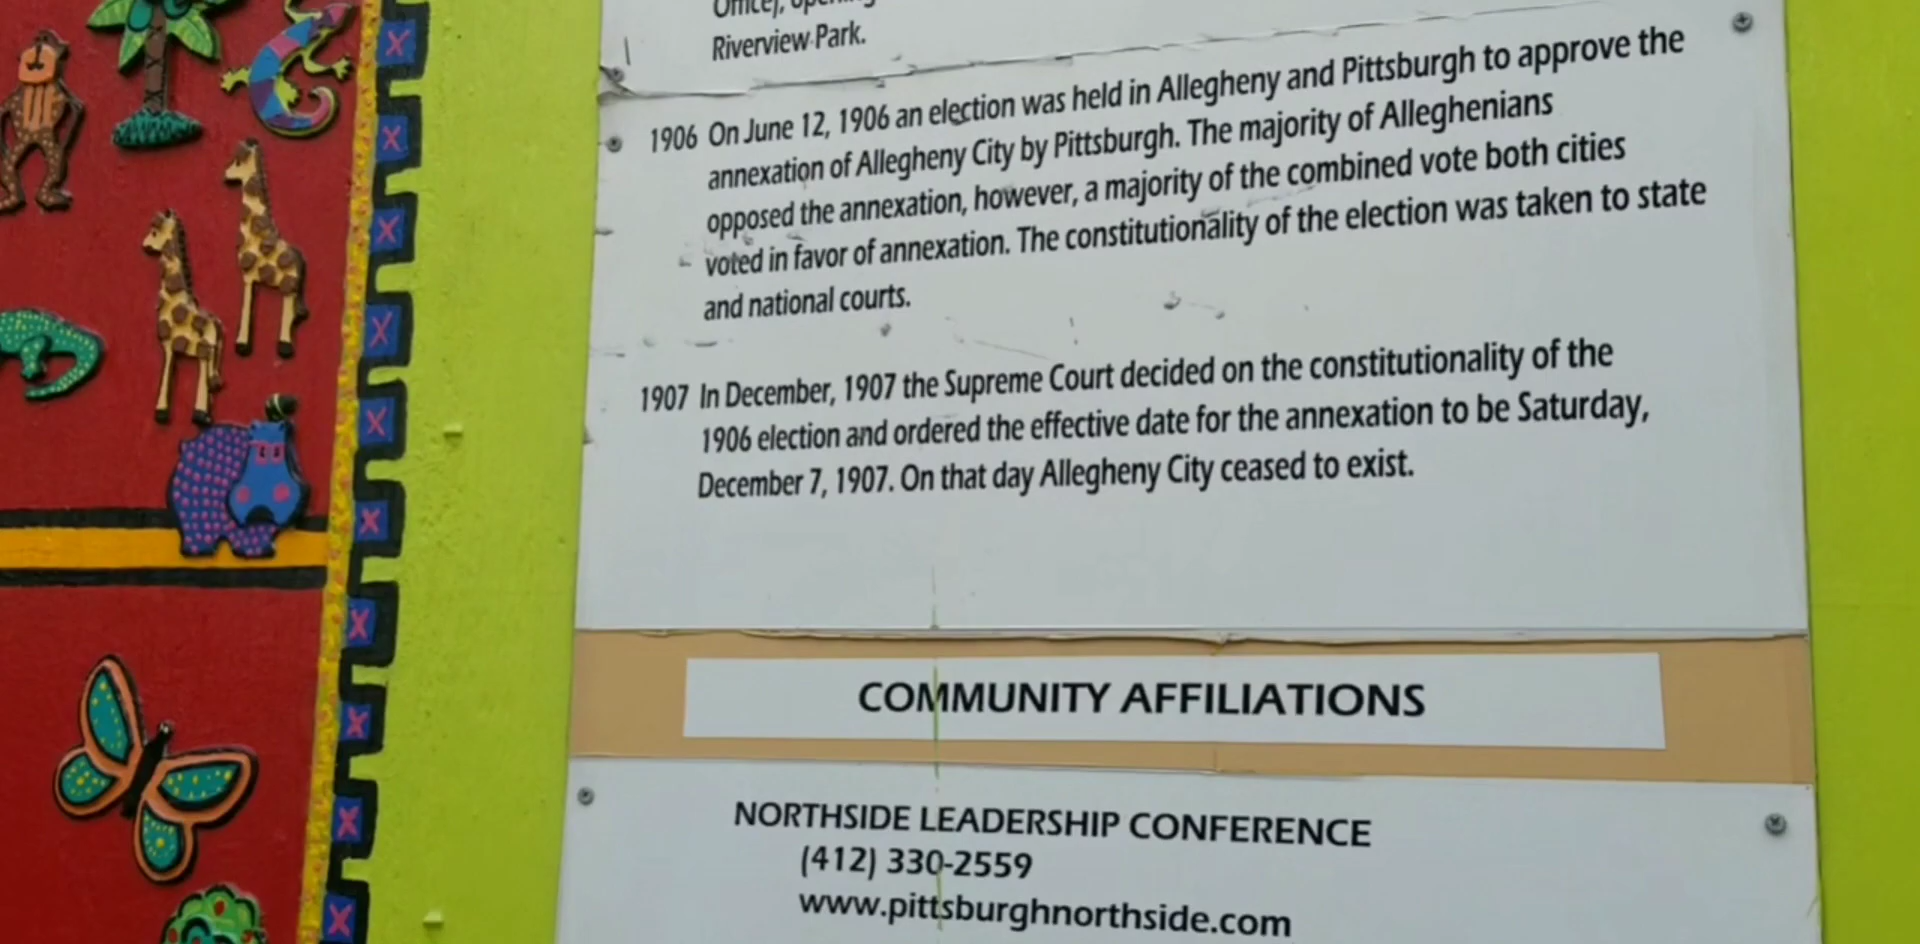 Riverview Park.
1906 On June 12, 1906 an election was held in Allegheny and Pittsburgh to approve the
annexation of Allegheny City by Pittsburgh. The majority of Alleghenians
opposed the annexation, however, a majority of the combined vote both cities
voted in favor of annexation. The constitutionality of the election was taken to state
and national courts.
1907 In December, 1907 the Supreme Court decided on the constitutionality of the
1906 election and ordered the effective date for the annexation to be Saturday,
December 7, 1907. On that day Allegheny City ceased to exist.
COMMUNITY AFFILIATIONS
NORTHSIDE LEADERSHIP CONFERENCE
(412) 330-2559
www.pittsburghnorthside.com